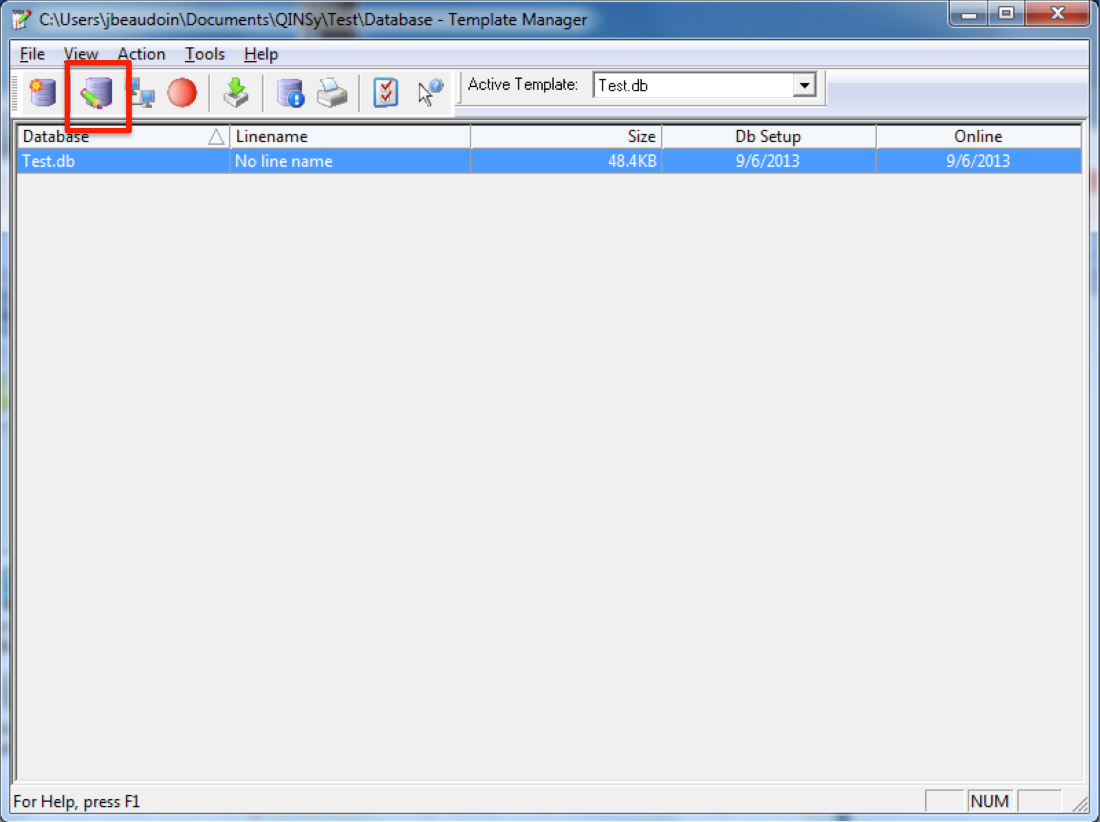 C:\Users\jbeaudoin\Documents\QINSy\Test\Database - Template Manager
File View Action Tools Help
Active Template: Test.db
Database Linename Size Db Setup Online
Test.db No line name 48.4KB 9/6/2013 9/6/2013
For Help, press F1 NUM